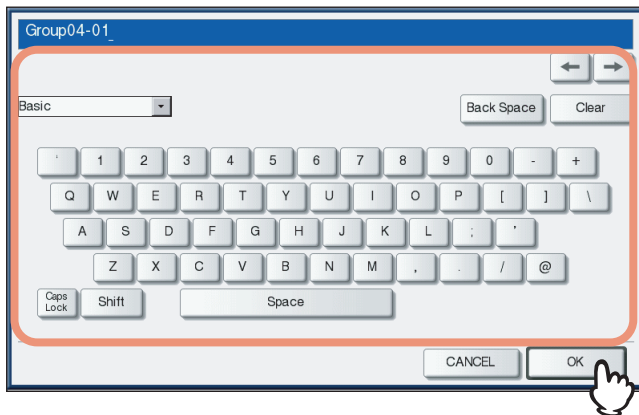 Group04-01_
← →
Basic Back Space Clear
` 1 2 3 4 5 6 7 8 9 0 - +
Q W E R T Y U I O P [ ] \
A S D F G H J K L ; '
Z X C V B N M , . / @
Caps Lock Shift Space
CANCEL OK